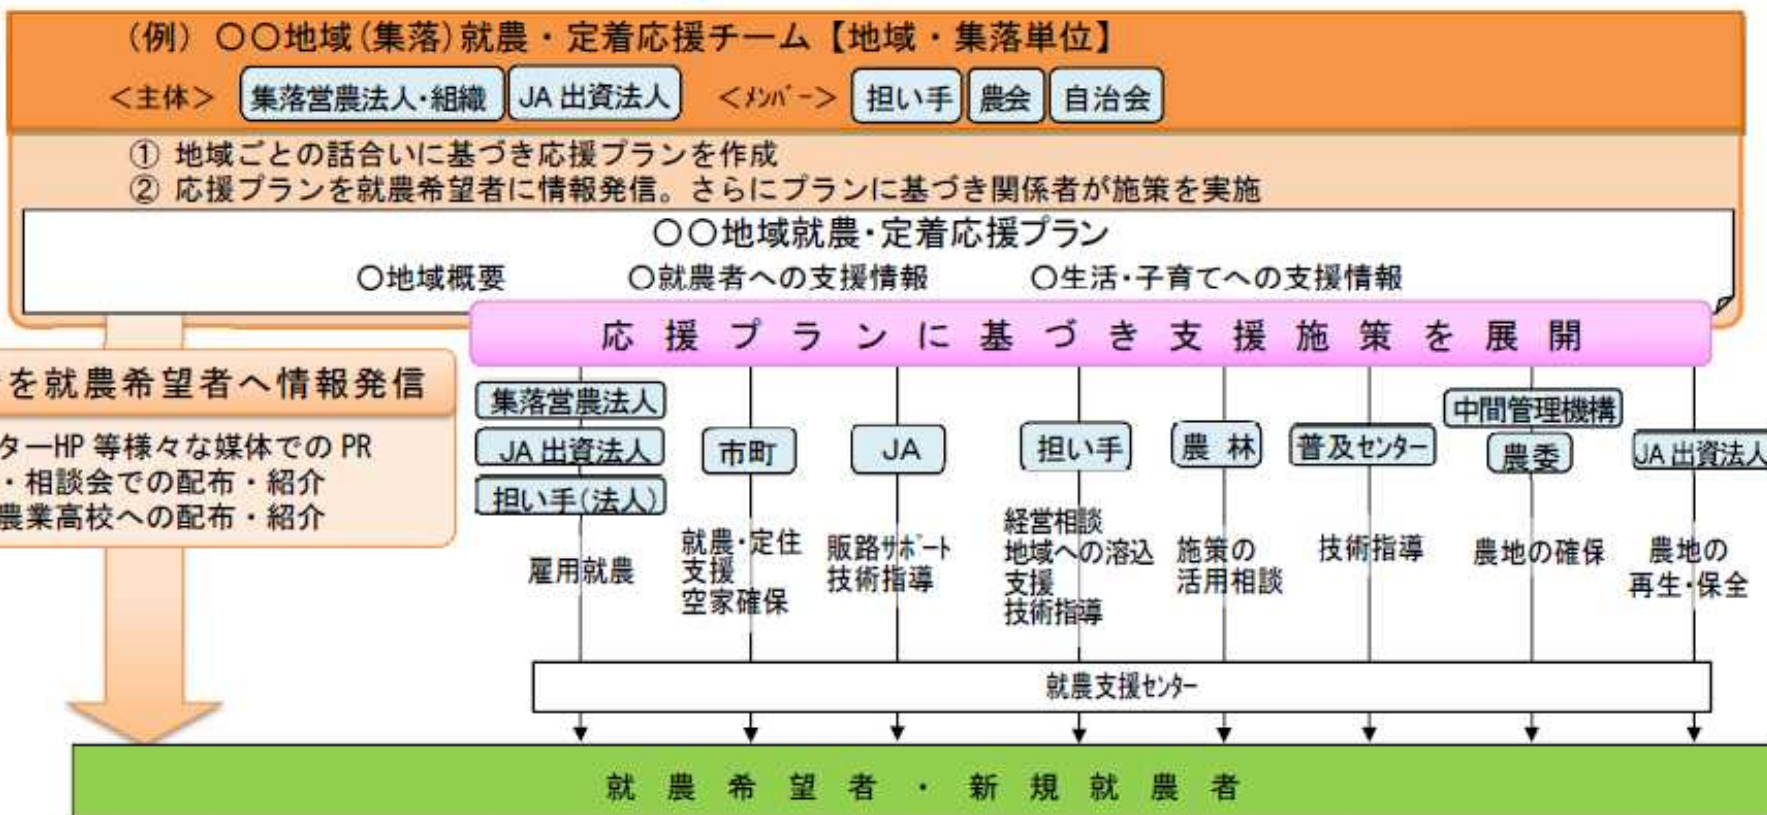 (例) 〇〇地域(集落)就農・定着応援チーム【地域・集落単位】
<主体> 集落営農法人・組織 JA 出資法人 <ﾒﾝﾊﾞｰ> 担い手 農会 自治会
① 地域ごとの話合いに基づき応援プランを作成
② 応援プランを就農希望者に情報発信。さらにプランに基づき関係者が施策を実施
〇〇地域就農・定着応援プラン
〇地域概要 〇就農者への支援情報 〇生活・子育てへの支援情報
応援プランに基づき支援施策を展開
を就農希望者へ情報発信
ターHP 等様々な媒体での PR
・相談会での配布・紹介
農業高校への配布・紹介
集落営農法人
JA 出資法人
担い手(法人)
雇用就農
市町
就農・定住
支援
空家確保
JA
販路ｻﾎﾟｰﾄ
技術指導
担い手
経営相談
地域への溶込
支援
技術指導
農 林
施策の
活用相談
普及ｾﾝﾀｰ
技術指導
中間管理機構
農委
農地の確保
JA 出資法人
農地の
再生・保全
就農支援ｾﾝﾀｰ
就農希望者・新規就農者